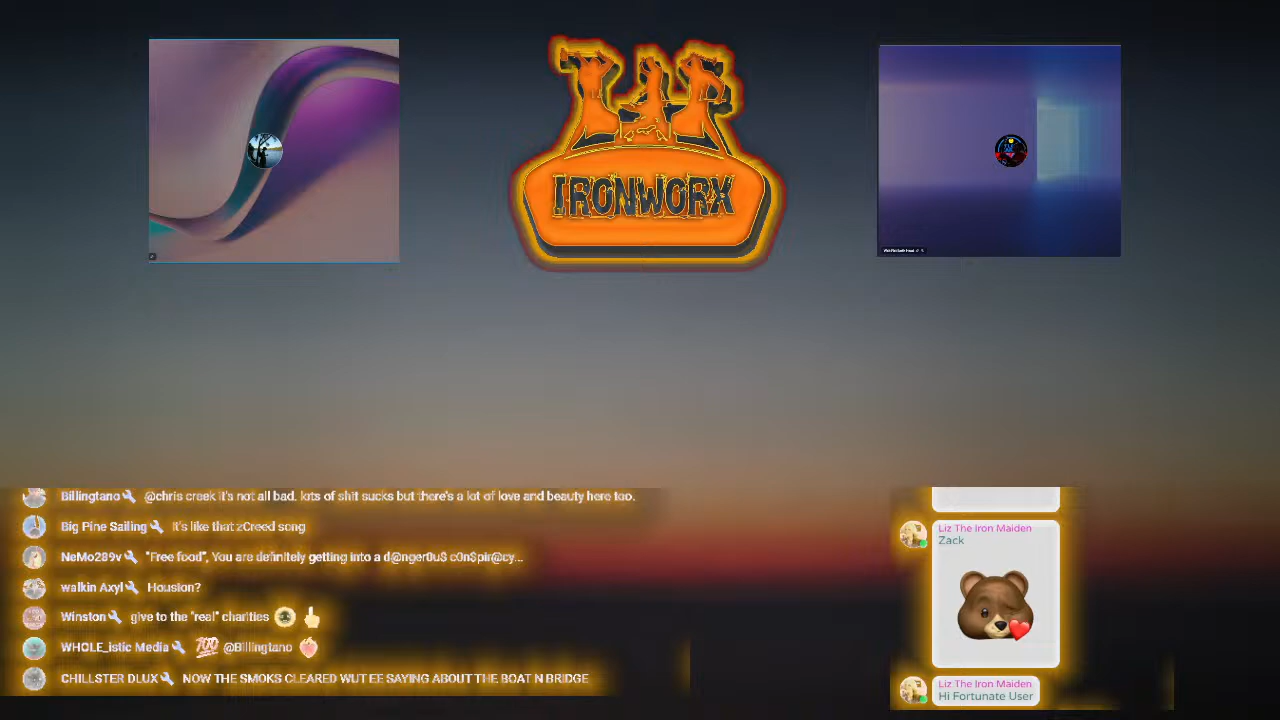 IRONWORX
Billingtano @chris creek it's not all bad. lots of shit sucks but there's a lot of love and beauty here too.
Big Pine Sailing It's like that zCreed song
NeMo289v "Free food", You are definitely getting into a d@nger0u$ c0n$pir@cy...
walkin Axyl Houston?
Winston give to the "real" charities
WHOLE_istic Media 💯 @Billingtano
CHILLSTER DLUX NOW THE SMOKS CLEARED WUT EE SAYING ABOUT THE BOAT N BRIDGE
Liz The Iron Maiden
Zack
Liz The Iron Maiden
Hi Fortunate User